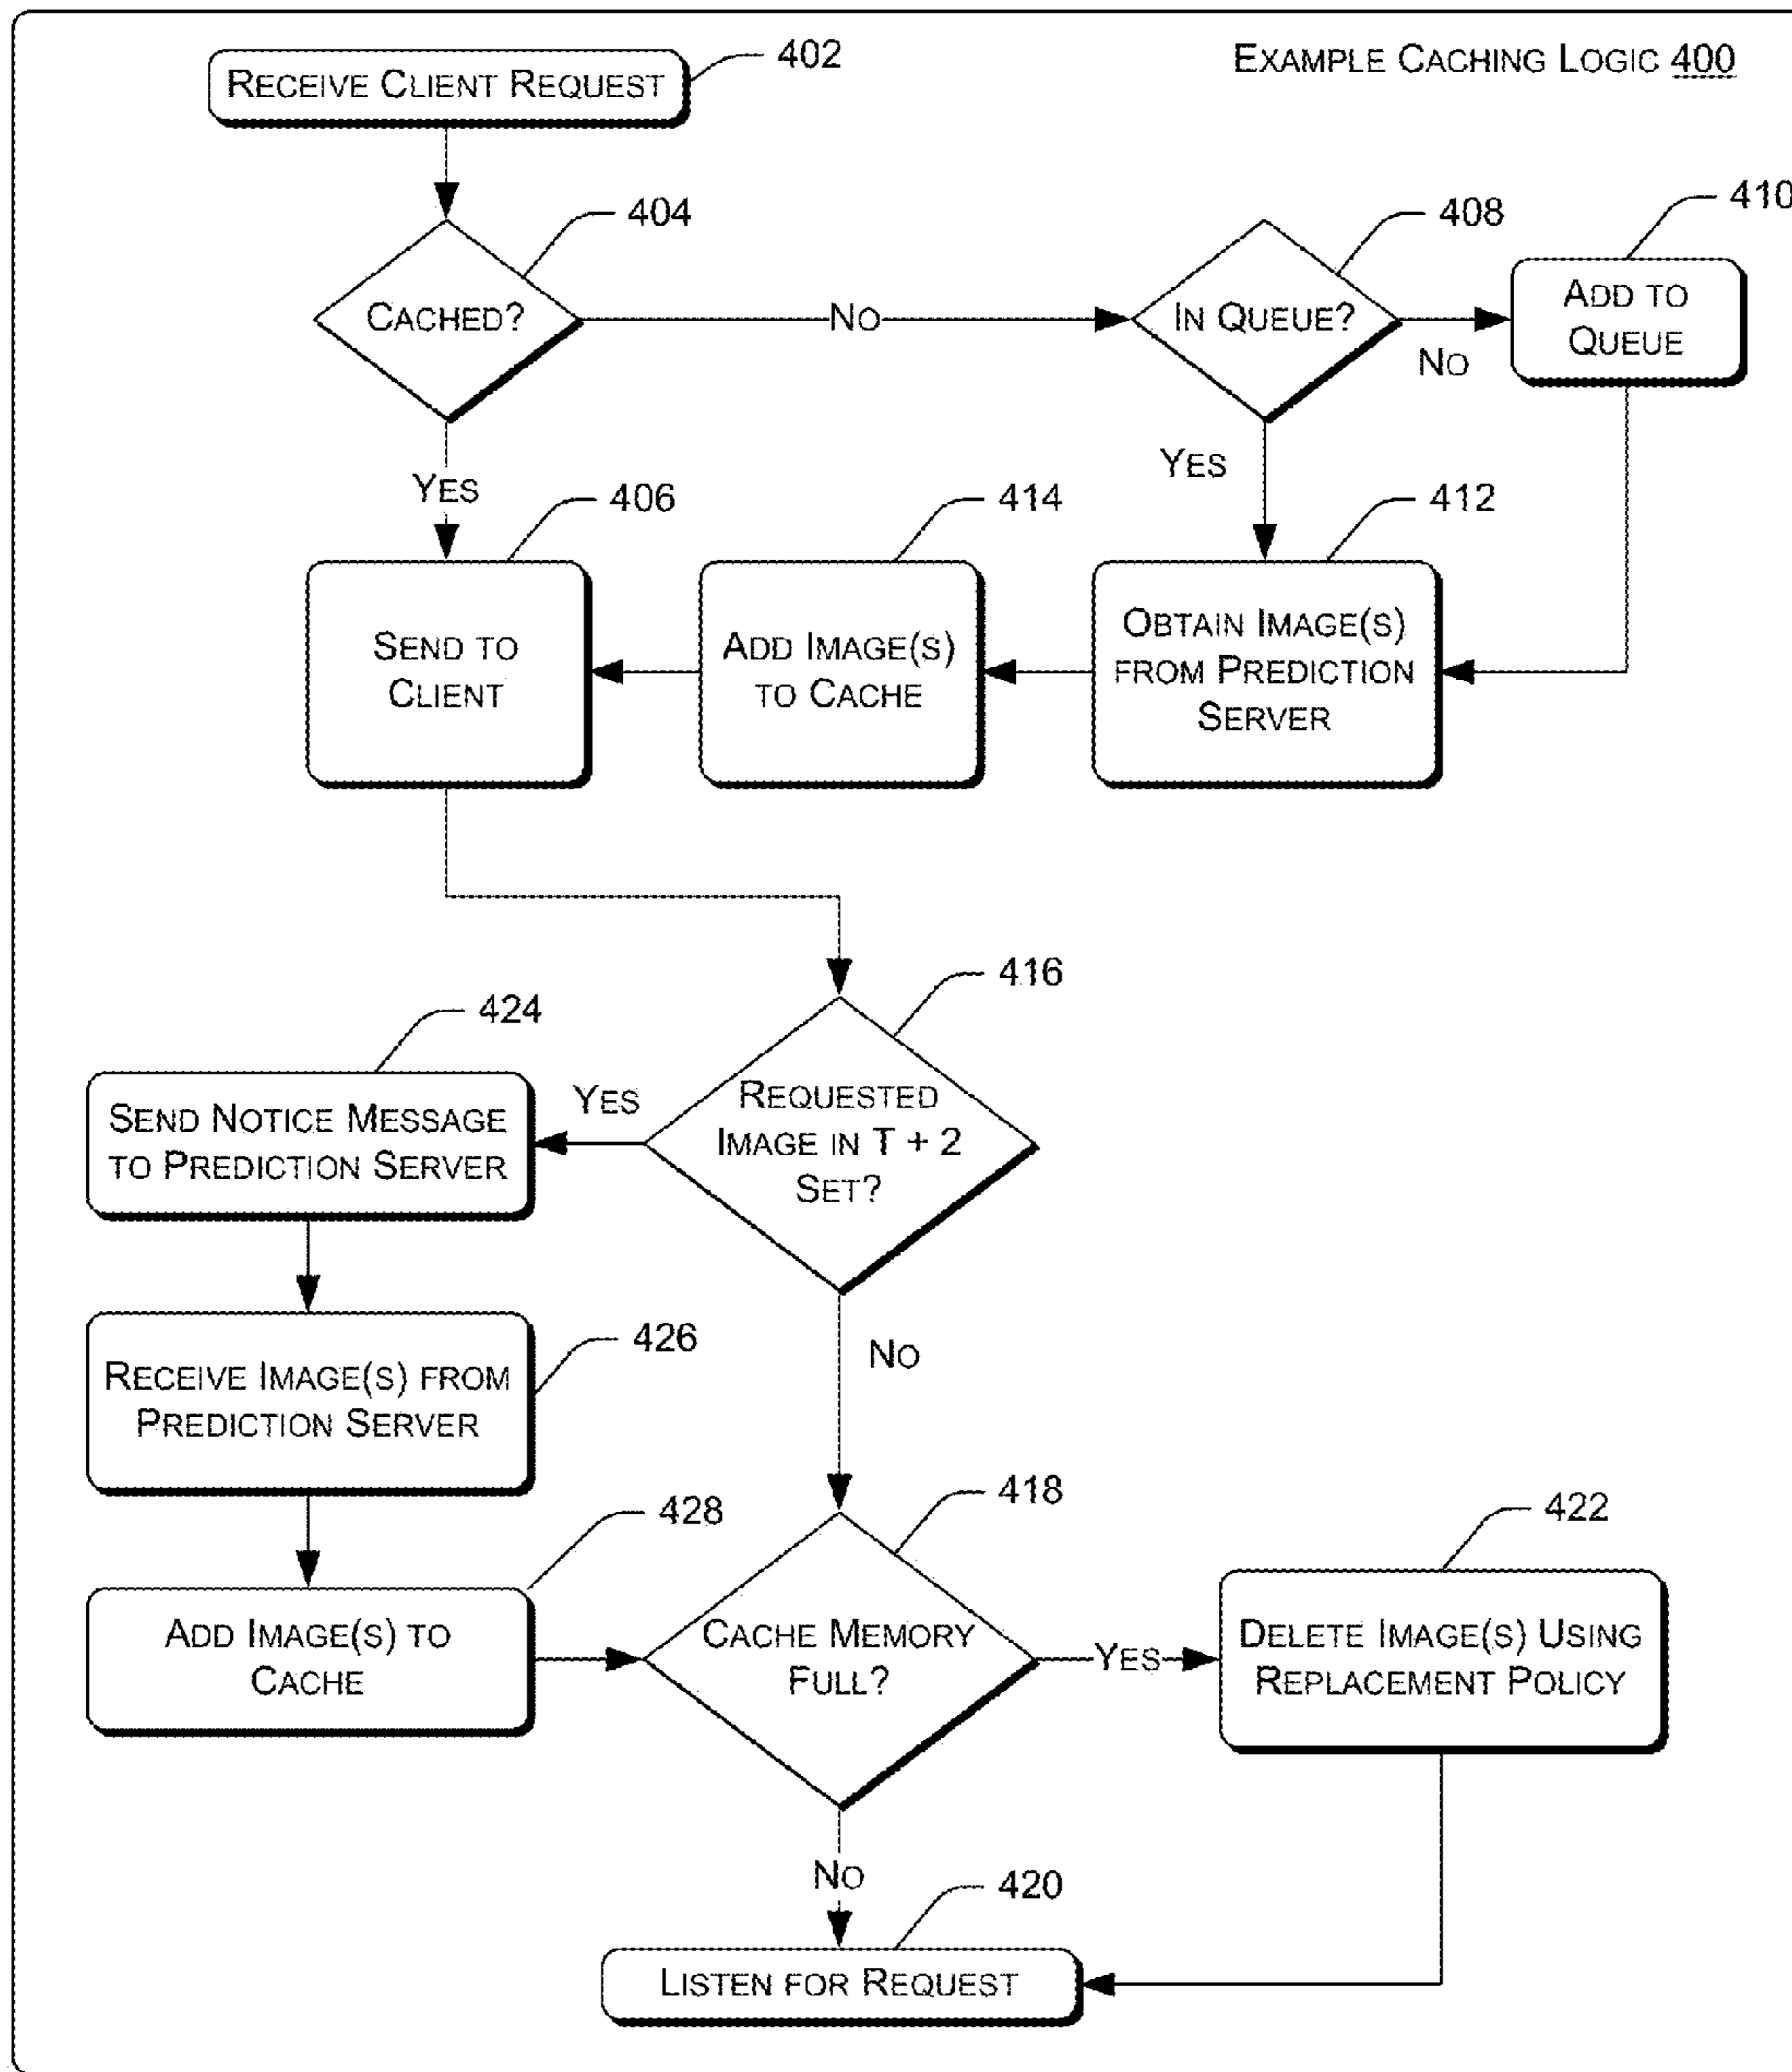 EXAMPLE CACHING LOGIC 400
RECEIVE CLIENT REQUEST
402
CACHED?
404
NO
IN QUEUE?
408
NO
ADD TO
QUEUE
410
YES
YES
SEND TO
CLIENT
406
ADD IMAGE(S)
TO CACHE
414
OBTAIN IMAGE(S)
FROM PREDICTION
SERVER
412
REQUESTED
IMAGE IN T + 2
SET?
416
YES
SEND NOTICE MESSAGE
TO PREDICTION SERVER
424
RECEIVE IMAGE(S) FROM
PREDICTION SERVER
426
NO
ADD IMAGE(S) TO
CACHE
428
CACHE MEMORY
FULL?
418
YES
DELETE IMAGE(S) USING
REPLACEMENT POLICY
422
NO
LISTEN FOR REQUEST
420